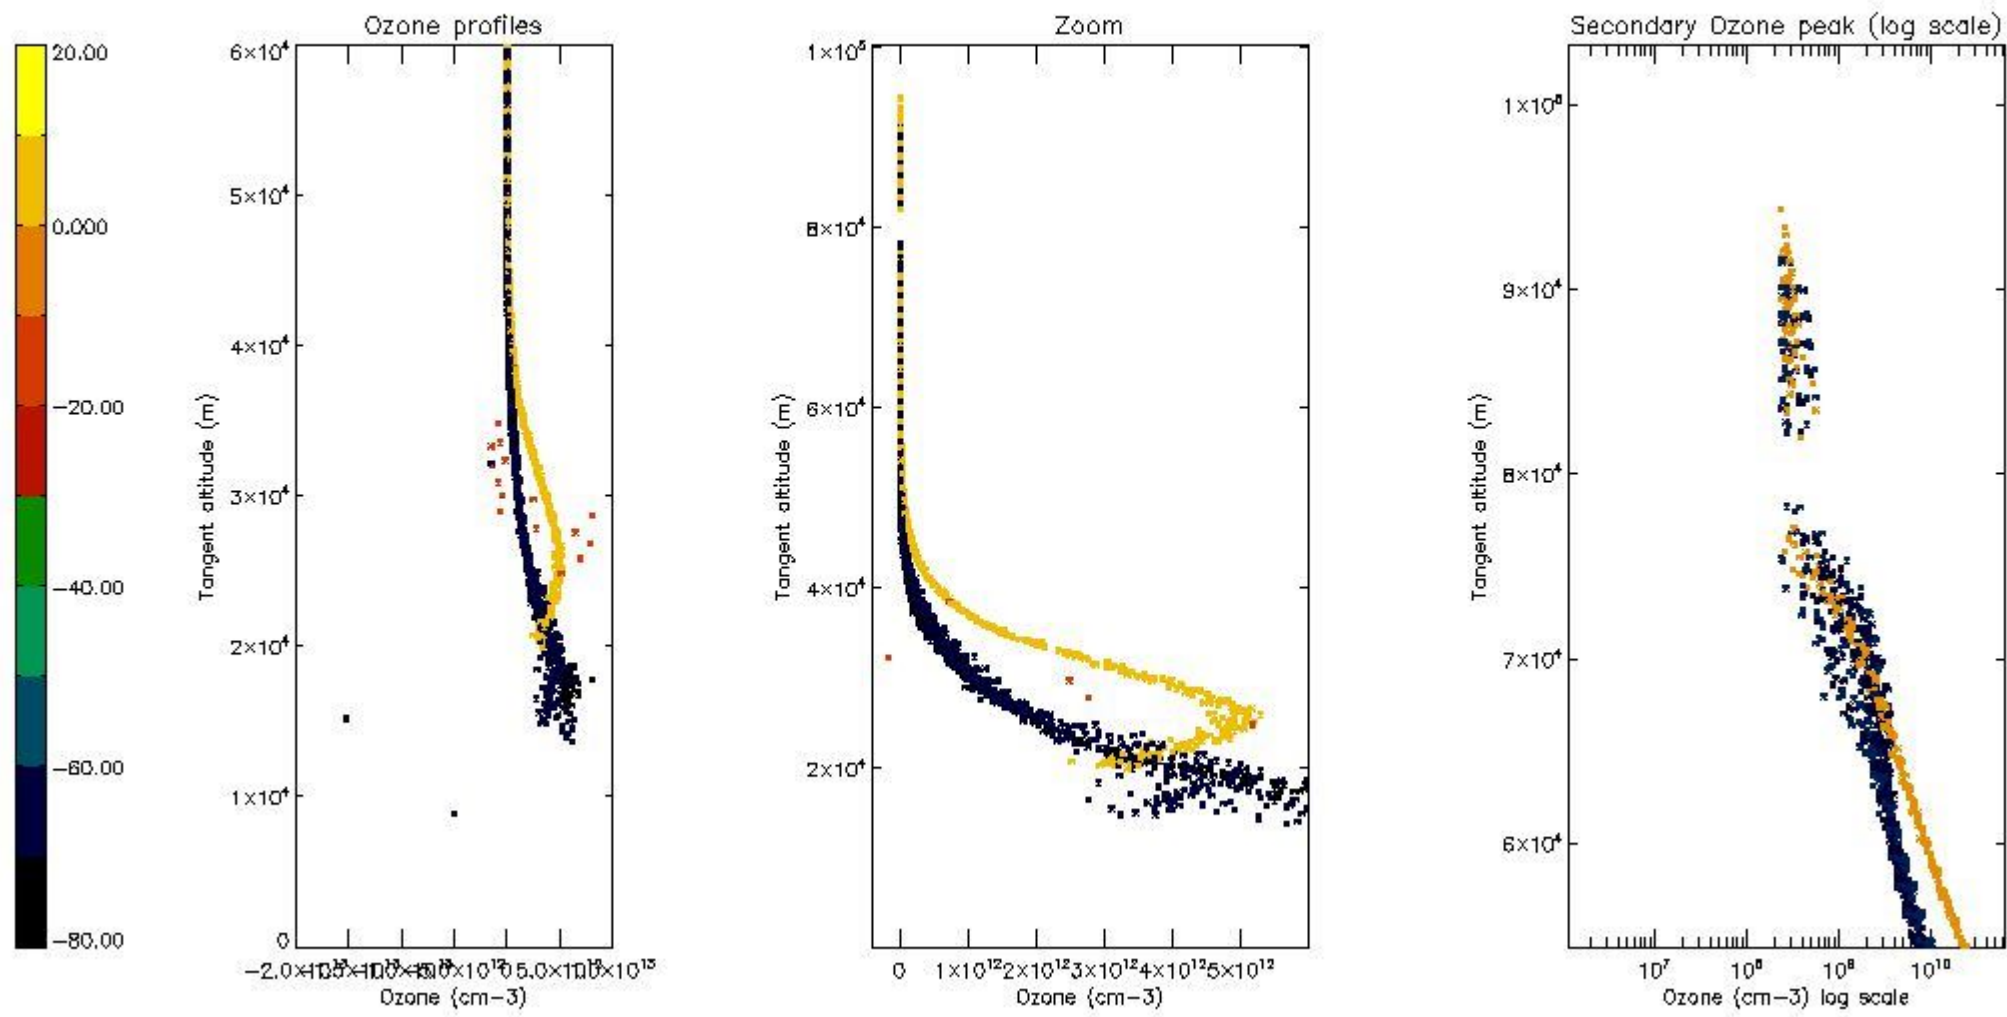 Ozone profiles
Zoom
Secondary Ozone peak (log scale)
20.00
0.000
−20.00
−40.00
−60.00
−80.00
6×10⁴
5×10⁴
4×10⁴
3×10⁴
2×10⁴
1×10⁴
0
Tangent altitude (m)
5.0×10¹²
Ozone (cm−3)
1×10⁵
8×10⁴
6×10⁴
4×10⁴
2×10⁴
Tangent altitude (m)
0 1×10¹² 2×10¹² 3×10¹² 4×10¹² 5×10¹²
Ozone (cm−3)
9×10⁴
8×10⁴
7×10⁴
6×10⁴
Tangent altitude (m)
10⁷ 10⁸ 10⁹ 10¹⁰
Ozone (cm−3) log scale